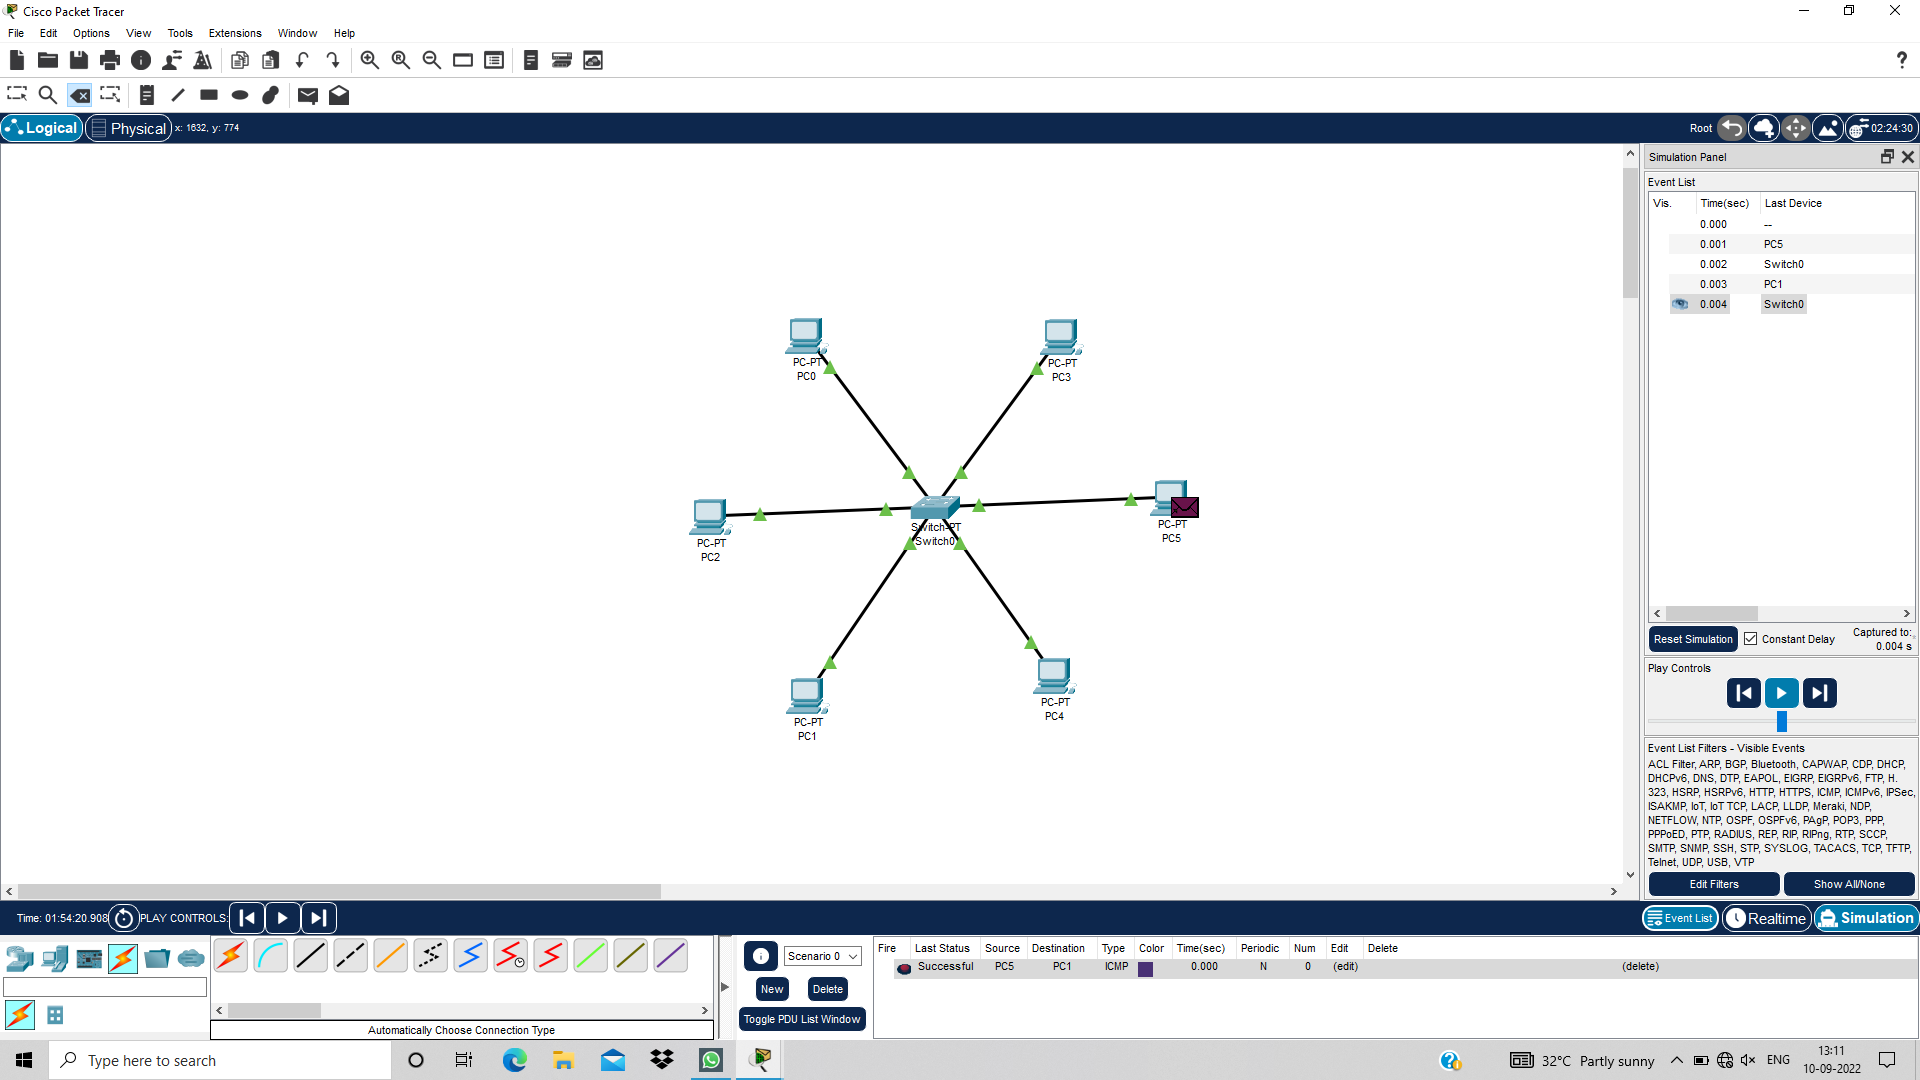 Cisco Packet Tracer
File Edit Options View Tools Extensions Window Help
?
Logical Physical x: 1632, y: 774 Root 02:24:30
Simulation Panel
Event List
Vis. Time(sec) Last Device
0.000 --
0.001 PC5
0.002 Switch0
0.003 PC1
0.004 Switch0
PC-PT
PC0
PC-PT
PC3
PC-PT
PC2
Switch-PT
Switch0
PC-PT
PC5
PC-PT
PC1
PC-PT
PC4
Reset Simulation Constant Delay Captured to:
0.004 s
Play Controls
Event List Filters - Visible Events
ACL Filter, ARP, BGP, Bluetooth, CAPWAP, CDP, DHCP,
DHCPv6, DNS, DTP, EAPOL, EIGRP, EIGRPv6, FTP, H.
323, HSRP, HSRPv6, HTTP, HTTPS, ICMP, ICMPv6, IPSec,
ISAKMP, IoT, IoT TCP, LACP, LLDP, Meraki, NDP,
NETFLOW, NTP, OSPF, OSPFv6, PAgP, POP3, PPP,
PPPoED, PTP, RADIUS, REP, RIP, RIPng, RTP, SCCP,
SMTP, SNMP, SSH, STP, SYSLOG, TACACS, TCP, TFTP,
Telnet, UDP, USB, VTP
Edit Filters Show All/None
Time: 01:54:20.908 PLAY CONTROLS: Event List Realtime Simulation
Scenario 0
New Delete
Toggle PDU List Window
Fire Last Status Source Destination Type Color Time(sec) Periodic Num Edit Delete
Successful PC5 PC1 ICMP 0.000 N 0 (edit) (delete)
Automatically Choose Connection Type
Type here to search
32°C Partly sunny ENG 13:11
10-09-2022